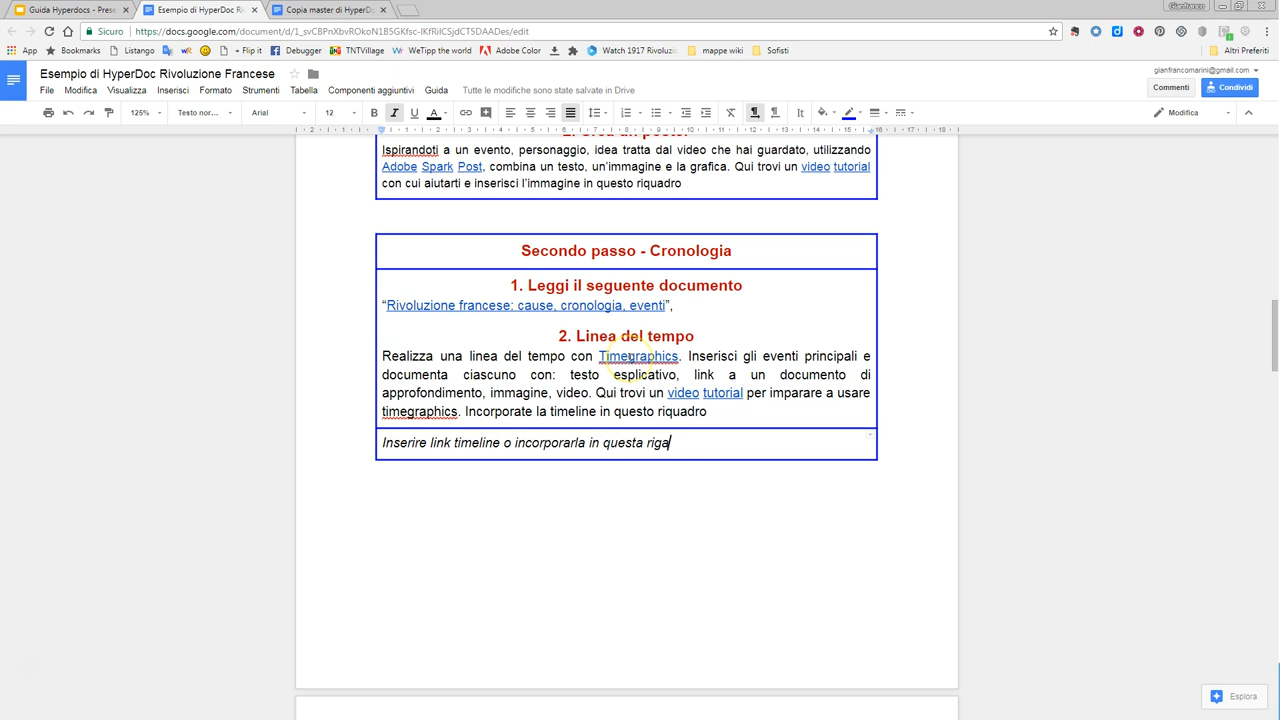 Guida Hyperdocs - Prese
Esempio di HyperDoc Ri
Copia master di HyperDo
Gianfranco
Sicuro
https://docs.google.com/document/d/1_svCBPnXbvROkoN1B5GKfsc-IKfRiICSjdCT5DAADes/edit
App
Bookmarks
Listango
+ Flip it
Debugger
TNTVillage
WeTipp the world
Adobe Color
Watch 1917 Rivoluzi
mappe wiki
Sofisti
Altri Preferiti
Esempio di HyperDoc Rivoluzione Francese
gianfrancomarini@gmail.com
File Modifica Visualizza Inserisci Formato Strumenti Tabella Componenti aggiuntivi Guida Tutte le modifiche sono state salvate in Drive
Commenti
Condividi
125% Testo nor... Arial 12
Modifica
Ispirandoti a un evento, personaggio, idea tratta dal video che hai guardato, utilizzando
Adobe Spark Post, combina un testo, un'immagine e la grafica. Qui trovi un video tutorial
con cui aiutarti e inserisci l'immagine in questo riquadro
Secondo passo - Cronologia
1. Leggi il seguente documento
“Rivoluzione francese: cause, cronologia, eventi”,
2. Linea del tempo
Realizza una linea del tempo con Timegraphics. Inserisci gli eventi principali e
documenta ciascuno con: testo esplicativo, link a un documento di
approfondimento, immagine, video. Qui trovi un video tutorial per imparare a usare
timegraphics. Incorporate la timeline in questo riquadro
Inserire link timeline o incorporarla in questa riga
Esplora